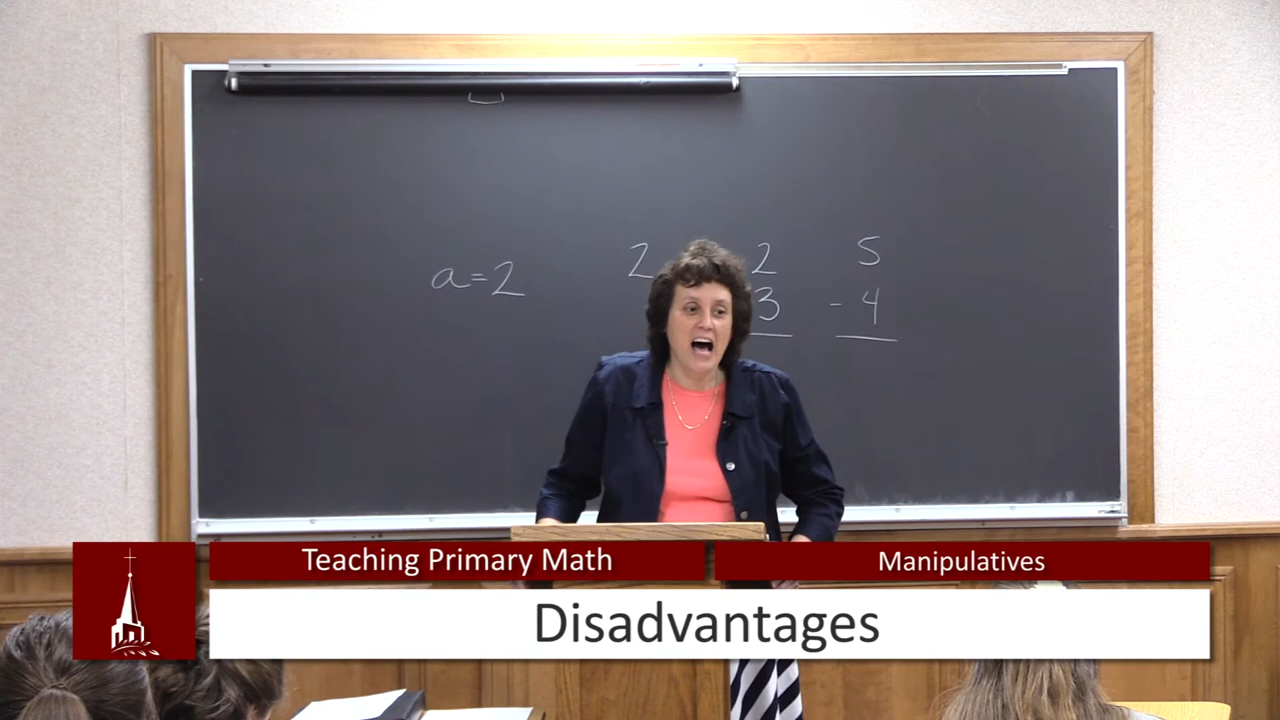 a=2
2
2
3
5
- 4
Teaching Primary Math
Manipulatives
Disadvantages